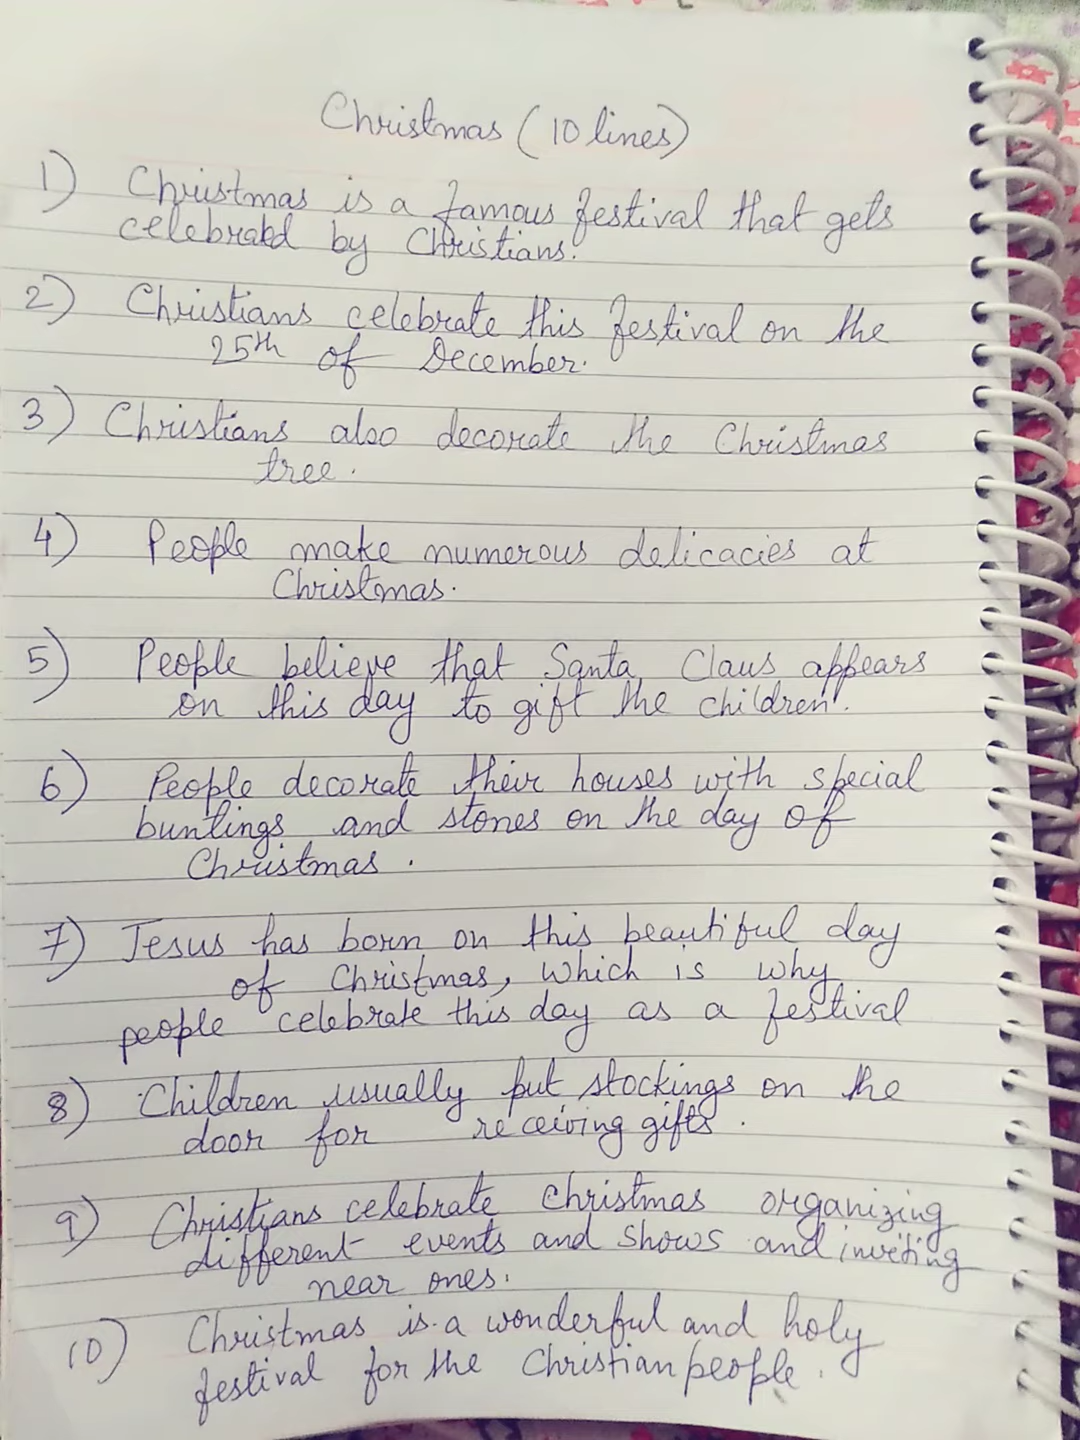 Christmas (10 lines)
1) Christmas is a famous festival that gets
celebrated by Christians.
2) Christians celebrate this festival on the
25th of December.
3) Christians also decorate the Christmas
tree.
4) People make numerous delicacies at
Christmas.
5) People believe that Santa Claus appears
on this day to gift the children.
6) People decorate their houses with special
buntings and stones on the day of
Christmas.
7) Jesus has born on this beautiful day
of Christmas, which is why
people celebrate this day as a festival
8) Children usually put stockings on the
door for receiving gifts.
9) Christians celebrate Christmas organizing
different events and shows and inviting
near ones.
10) Christmas is a wonderful and holy
festival for the Christian people.